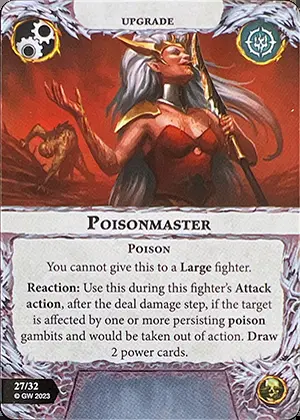 UPGRADE
POISONMASTER
POISON
You cannot give this to a Large fighter.
Reaction: Use this during this fighter's Attack
action, after the deal damage step, if the target
is affected by one or more persisting poison
gambits and would be taken out of action. Draw
2 power cards.
27/32
© GW 2023